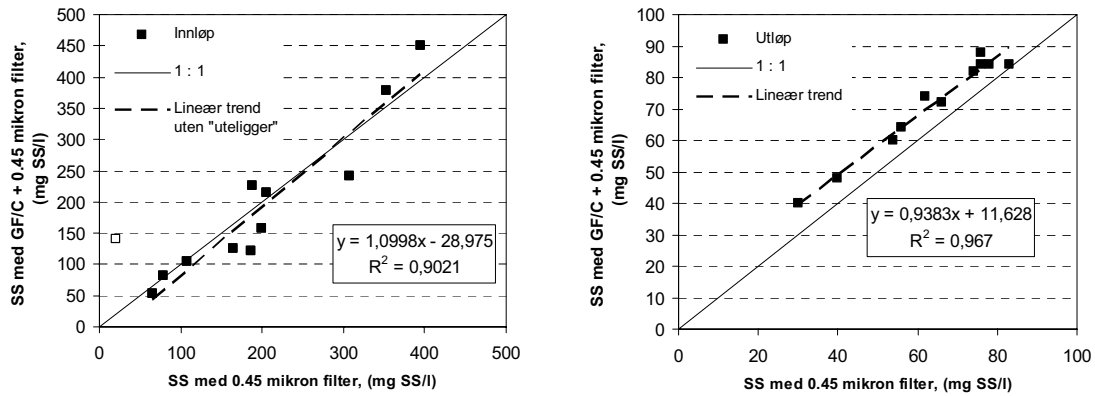 SS med GF/C + 0.45 mikron filter,
(mg SS/l)
500
450
400
350
300
250
200
150
100
50
0
Innløp
1 : 1
Lineær trend
uten "uteligger"
y = 1,0998x - 28,975
R² = 0,9021
0 100 200 300 400 500
SS med 0.45 mikron filter, (mg SS/l)
SS med GF/C + 0.45 mikron filter,
(mg SS/l)
100
90
80
70
60
50
40
30
20
10
0
Utløp
1 : 1
Lineær trend
y = 0,9383x + 11,628
R² = 0,967
0 20 40 60 80 100
SS med 0.45 mikron filter, (mg SS/l)